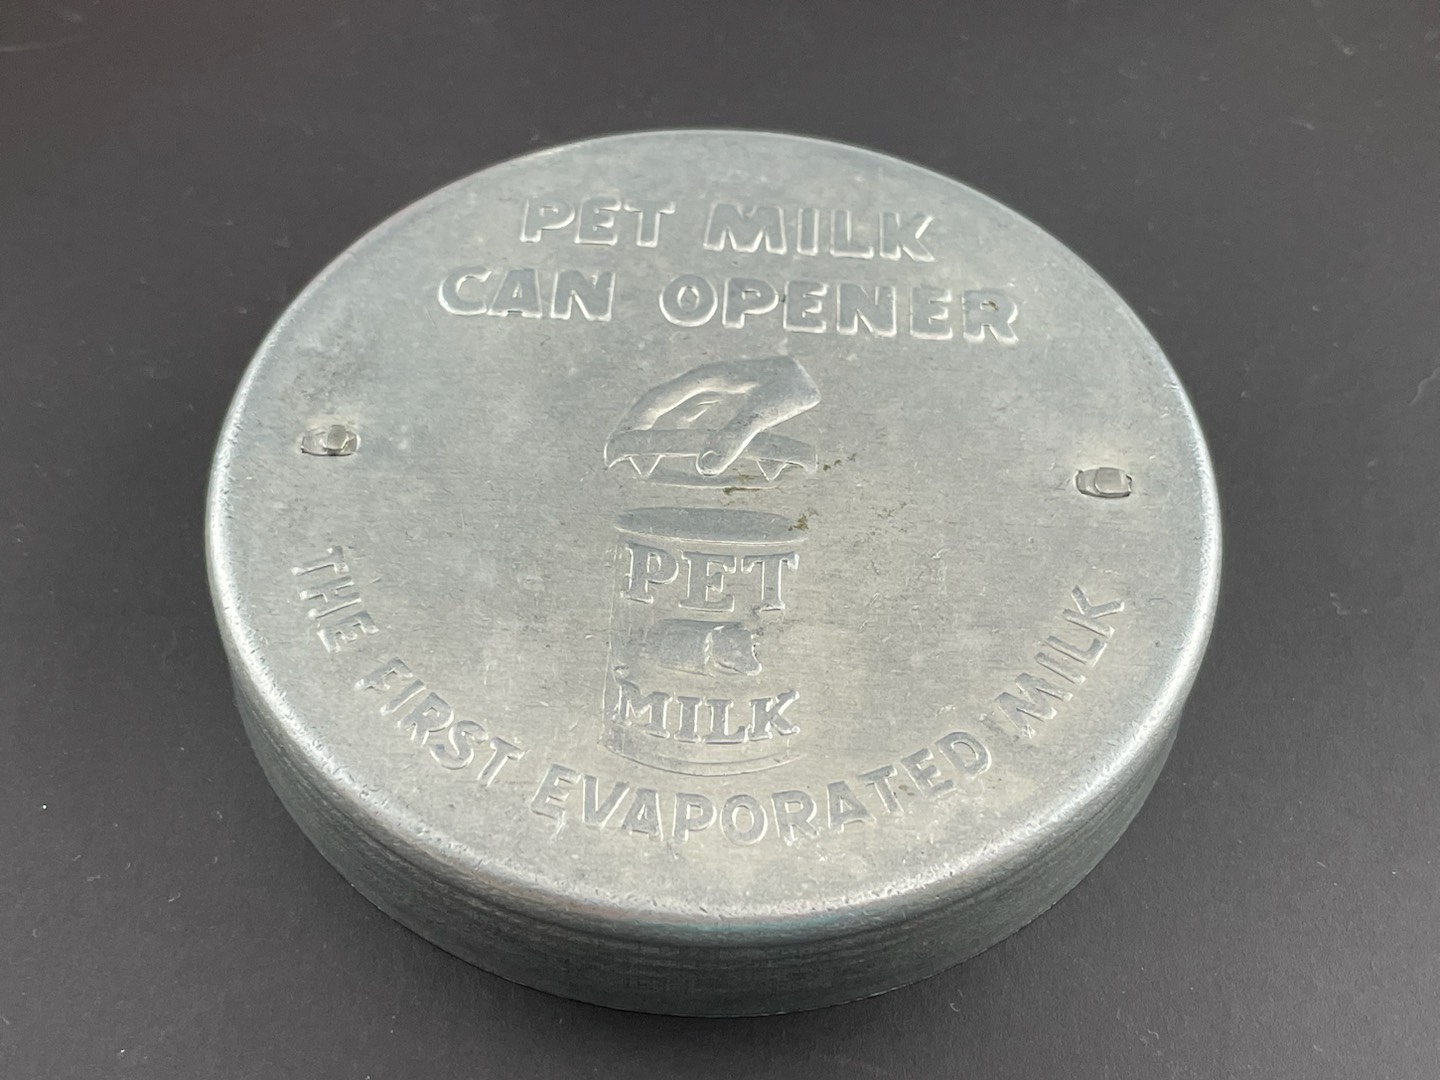 PET MILK
CAN OPENER
PET
MILK
THE FIRST EVAPORATED MILK